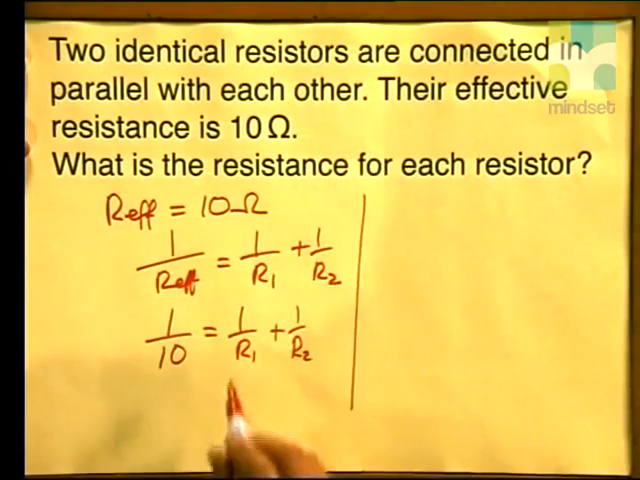 Two identical resistors are connected in
parallel with each other. Their effective
resistance is 10 Ω.
What is the resistance for each resistor?
mindset
Reff = 10 Ω
1/Reff = 1/R₁ + 1/R₂
1/10 = 1/R₁ + 1/R₂